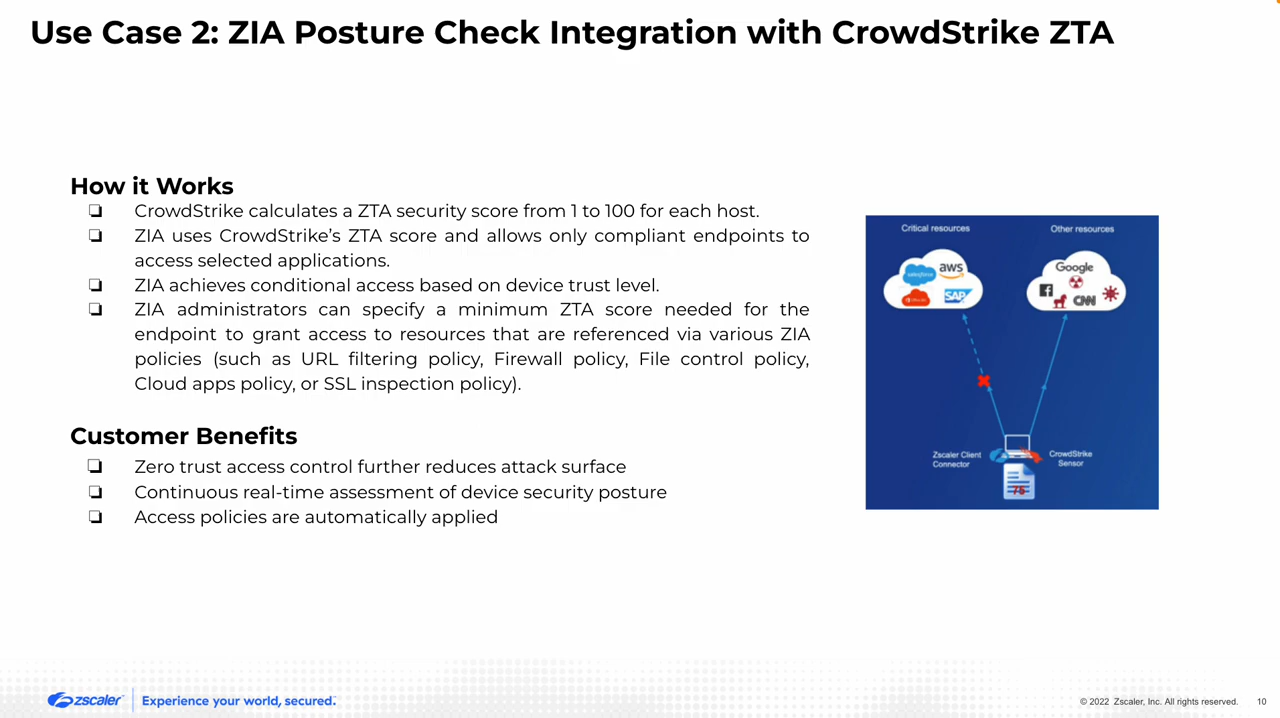 Use Case 2: ZIA Posture Check Integration with CrowdStrike ZTA
How it Works
❏ CrowdStrike calculates a ZTA security score from 1 to 100 for each host.
❏ ZIA uses CrowdStrike's ZTA score and allows only compliant endpoints to
access selected applications.
❏ ZIA achieves conditional access based on device trust level.
❏ ZIA administrators can specify a minimum ZTA score needed for the
endpoint to grant access to resources that are referenced via various ZIA
policies (such as URL filtering policy, Firewall policy, File control policy,
Cloud apps policy, or SSL inspection policy).
Customer Benefits
❏ Zero trust access control further reduces attack surface
❏ Continuous real-time assessment of device security posture
❏ Access policies are automatically applied
Critical resources
Other resources
salesforce
aws
SAP
Google
CNN
Zscaler Client
Connector
CrowdStrike
Sensor
75
zscaler
Experience your world, secured.
© 2022 Zscaler, Inc. All rights reserved. 10